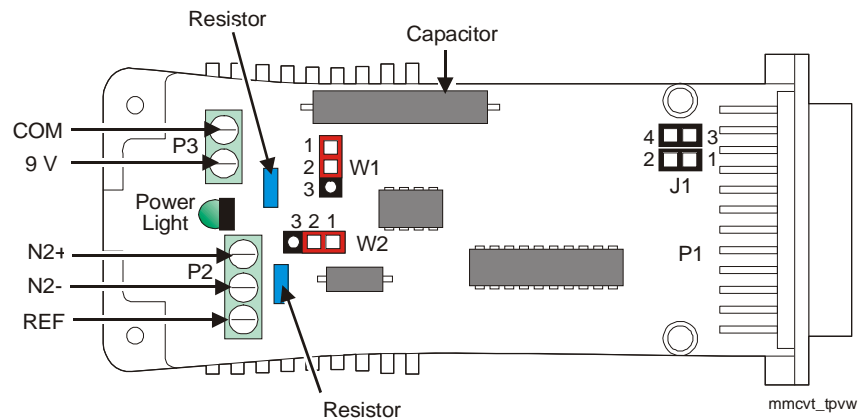 Resistor
Capacitor
COM
P3
9 V
1
2
W1
3
4
3
2
1
J1
Power
Light
3 2 1
W2
N2+
P2
N2-
REF
P1
Resistor
mmcvt_tpvw